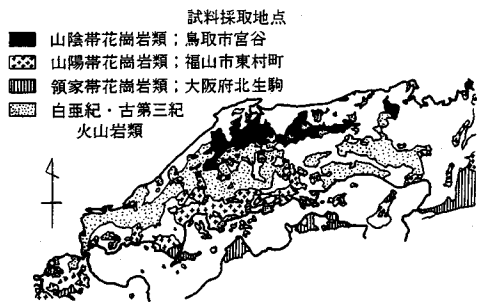 試料採取地点
山陰帯花崗岩類；鳥取市宮谷
山陽帯花崗岩類；福山市東村町
領家帯花崗岩類；大阪府北生駒
白亜紀・古第三紀
火山岩類